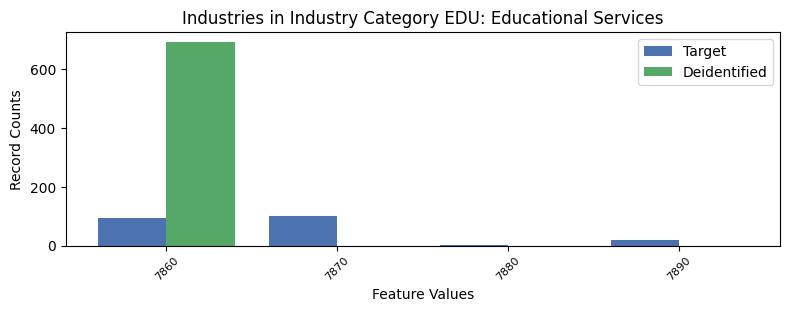 Industries in Industry Category EDU: Educational Services
Target
Deidentified
Record Counts
600
400
200
0
7860
7870
7880
7890
Feature Values